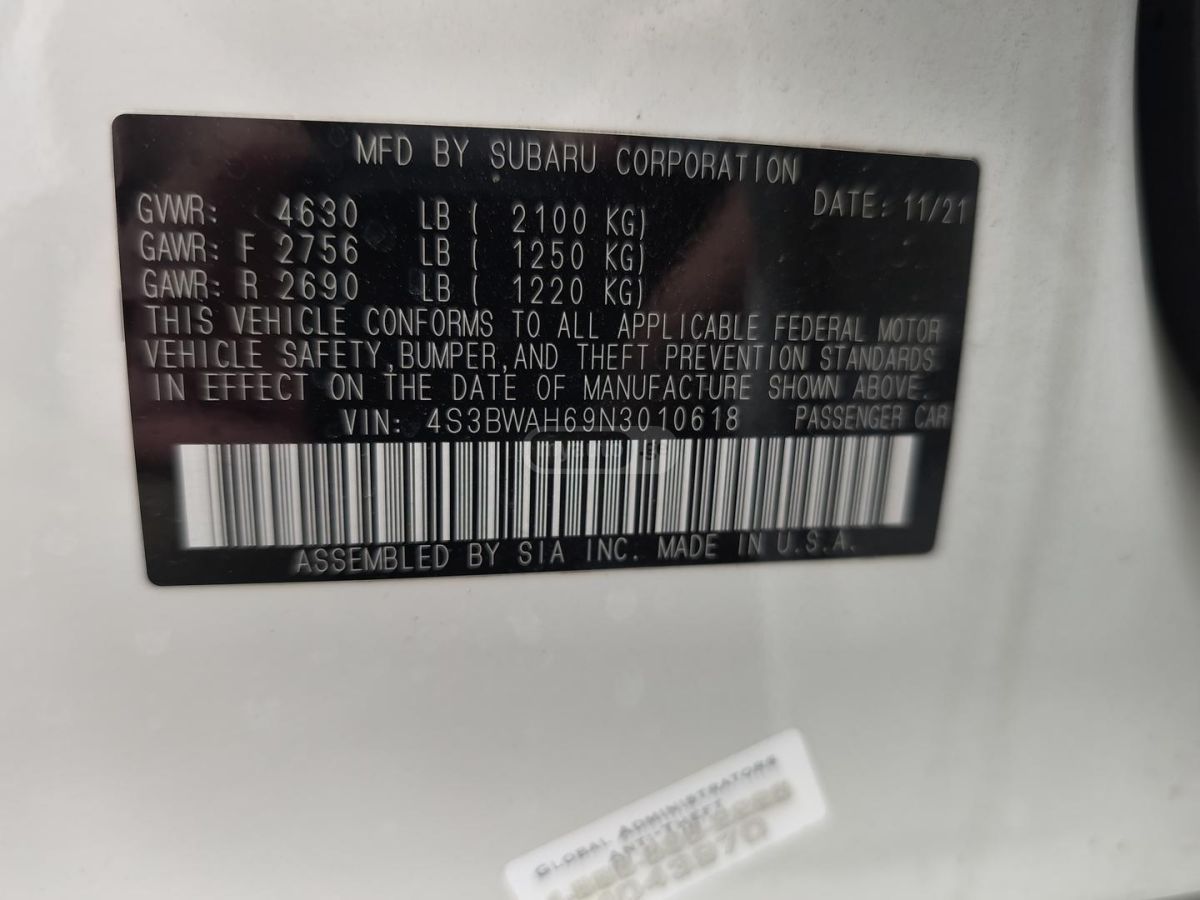 MFD BY SUBARU CORPORATION
DATE: 11/21
GVWR: 4630 LB ( 2100 KG)
GAWR: F 2756 LB ( 1250 KG)
GAWR: R 2690 LB ( 1220 KG)
THIS VEHICLE CONFORMS TO ALL APPLICABLE FEDERAL MOTOR
VEHICLE SAFETY,BUMPER,AND THEFT PREVENTION STANDARDS
IN EFFECT ON THE DATE OF MANUFACTURE SHOWN ABOVE.
VIN: 4S3BWAH69N3010618 PASSENGER CAR
ASSEMBLED BY SIA INC. MADE IN U.S.A.
GLOBAL ADMINISTRATORS
ANTI-THEFT